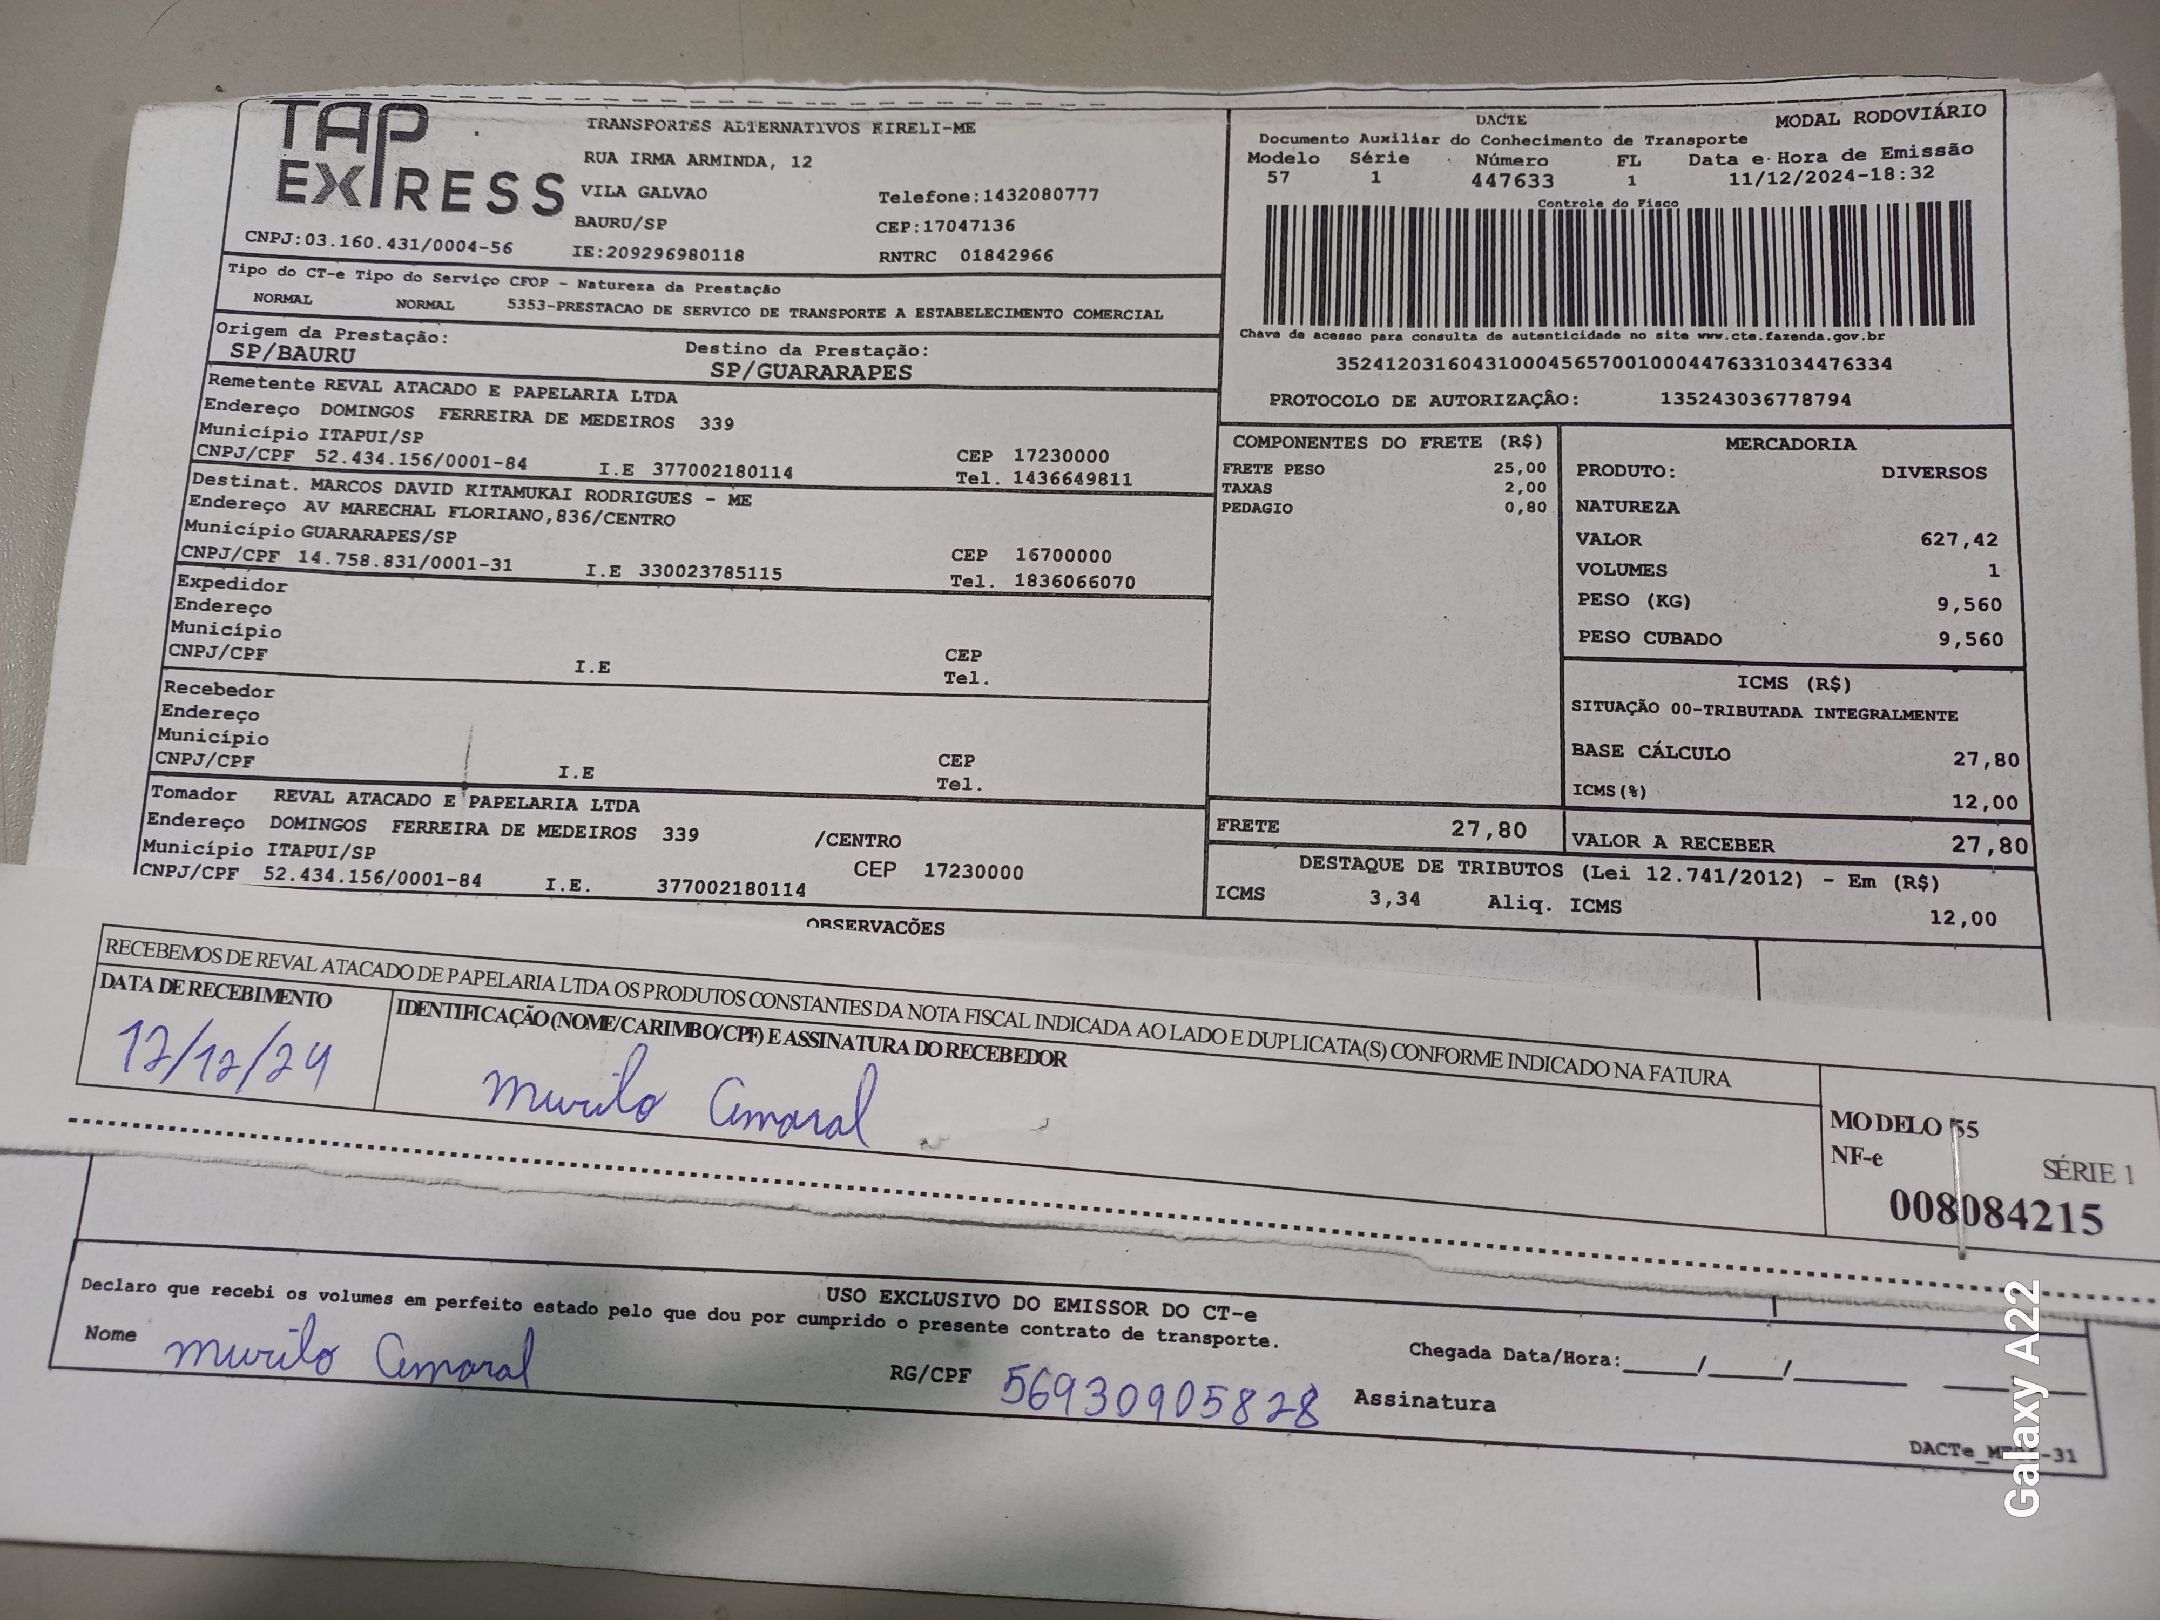 TAP
EXPRESS
TRANSPORTES ALTERNATIVOS EIRELI-ME
RUA IRMA ARMINDA, 12
VILA GALVAO
Telefone:1432080777
BAURU/SP
CEP:17047136
CNPJ:03.160.431/0004-56
IE:209296980118
RNTRC 01842966
DACTE
MODAL RODOVIÁRIO
Documento Auxiliar do Conhecimento de Transporte
Modelo Série Número FL Data e Hora de Emissão
57 1 447633 1 11/12/2024-18:32
Controle do Fisco
Chave de acesso para consulta de autenticidade no site www.cte.fazenda.gov.br
35241203160431000456570010004476331034476334
PROTOCOLO DE AUTORIZAÇÂO: 135243036778794
Tipo do CT-e Tipo do Serviço CFOP - Natureza da Prestação
NORMAL NORMAL 5353-PRESTACAO DE SERVICO DE TRANSPORTE A ESTABELECIMENTO COMERCIAL
Origem da Prestação: Destino da Prestação:
SP/BAURU SP/GUARARAPES
Remetente REVAL ATACADO E PAPELARIA LTDA
Endereço DOMINGOS FERREIRA DE MEDEIROS 339
Município ITAPUI/SP CEP 17230000
CNPJ/CPF 52.434.156/0001-84 I.E 377002180114 Tel. 1436649811
Destinat. MARCOS DAVID KITAMUKAI RODRIGUES - ME
Endereço AV MARECHAL FLORIANO,836/CENTRO
Município GUARARAPES/SP CEP 16700000
CNPJ/CPF 14.758.831/0001-31 I.E 330023785115 Tel. 1836066070
Expedidor
Endereço
Município CEP
CNPJ/CPF I.E Tel.
Recebedor
Endereço
Município CEP
CNPJ/CPF I.E Tel.
Tomador REVAL ATACADO E PAPELARIA LTDA
Endereço DOMINGOS FERREIRA DE MEDEIROS 339 /CENTRO
Município ITAPUI/SP CEP 17230000
CNPJ/CPF 52.434.156/0001-84 I.E. 377002180114
COMPONENTES DO FRETE (R$)
FRETE PESO 25,00
TAXAS 2,00
PEDAGIO 0,80
MERCADORIA
PRODUTO: DIVERSOS
NATUREZA
VALOR 627,42
VOLUMES 1
PESO (KG) 9,560
PESO CUBADO 9,560
ICMS (R$)
SITUAÇÃO 00-TRIBUTADA INTEGRALMENTE
BASE CÁLCULO 27,80
ICMS(%) 12,00
FRETE 27,80
VALOR A RECEBER 27,80
DESTAQUE DE TRIBUTOS (Lei 12.741/2012) - Em (R$)
ICMS 3,34 Aliq. ICMS 12,00
OBSERVACÕES
RECEBEMOS DE REVAL ATACADO DE PAPELARIA LTDA OS PRODUTOS CONSTANTES DA NOTA FISCAL INDICADA AO LADO E DUPLICATA(S) CONFORME INDICADO NA FATURA
DATA DE RECEBIMENTO
IDENTIFICAÇÃO (NOME/CARIMBO/CPF) E ASSINATURA DO RECEBEDOR
12/12/24
Murilo Amaral
MODELO 55
NF-e SÉRIE 1
008084215
USO EXCLUSIVO DO EMISSOR DO CT-e
Declaro que recebi os volumes em perfeito estado pelo que dou por cumprido o presente contrato de transporte.
Nome Murilo Amaral
RG/CPF 56930905828
Chegada Data/Hora:____/____/____ ____
Assinatura
Galaxy A22